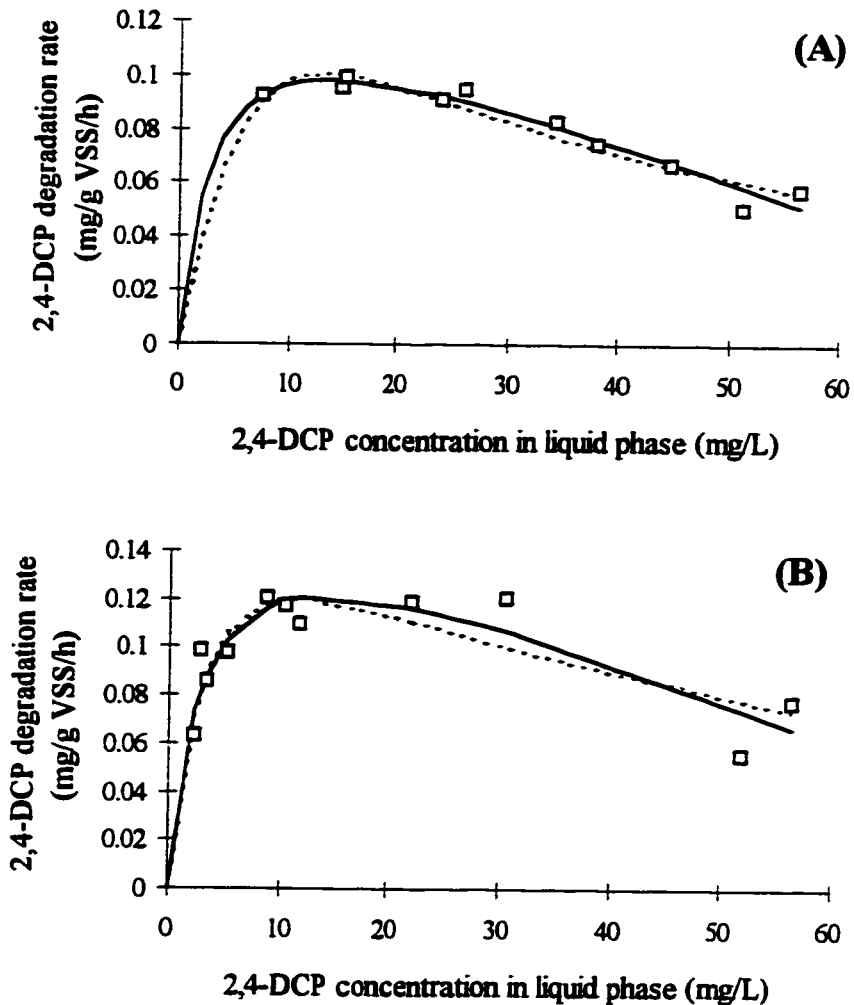 (A)
2,4-DCP degradation rate
(mg/g VSS/h)
0.12
0.1
0.08
0.06
0.04
0.02
0
0 10 20 30 40 50 60
2,4-DCP concentration in liquid phase (mg/L)
(B)
2,4-DCP degradation rate
(mg/g VSS/h)
0.14
0.12
0.1
0.08
0.06
0.04
0.02
0
0 10 20 30 40 50 60
2,4-DCP concentration in liquid phase (mg/L)